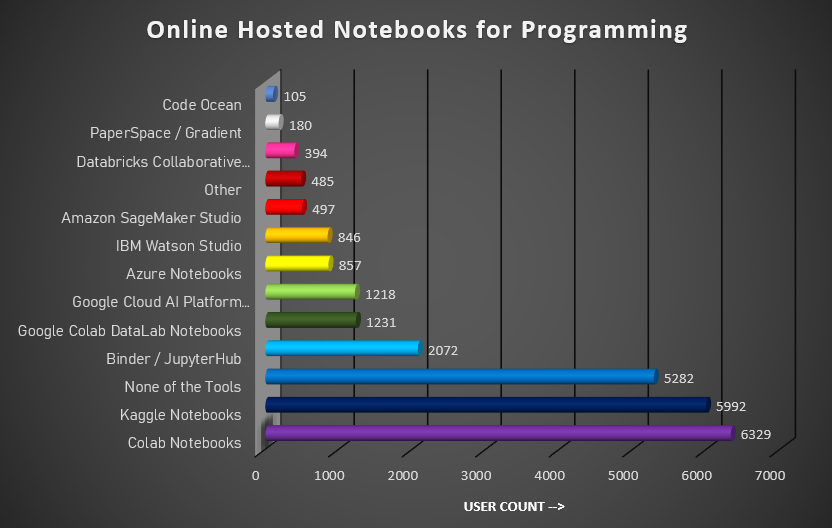 Online Hosted Notebooks for Programming
Code Ocean 105
PaperSpace / Gradient 180
Databricks Collaborative... 394
Other 485
Amazon SageMaker Studio 497
IBM Watson Studio 846
Azure Notebooks 857
Google Cloud AI Platform... 1218
Google Colab DataLab Notebooks 1231
Binder / JupyterHub 2072
None of the Tools 5282
Kaggle Notebooks 5992
Colab Notebooks 6329
0 1000 2000 3000 4000 5000 6000 7000
USER COUNT -->